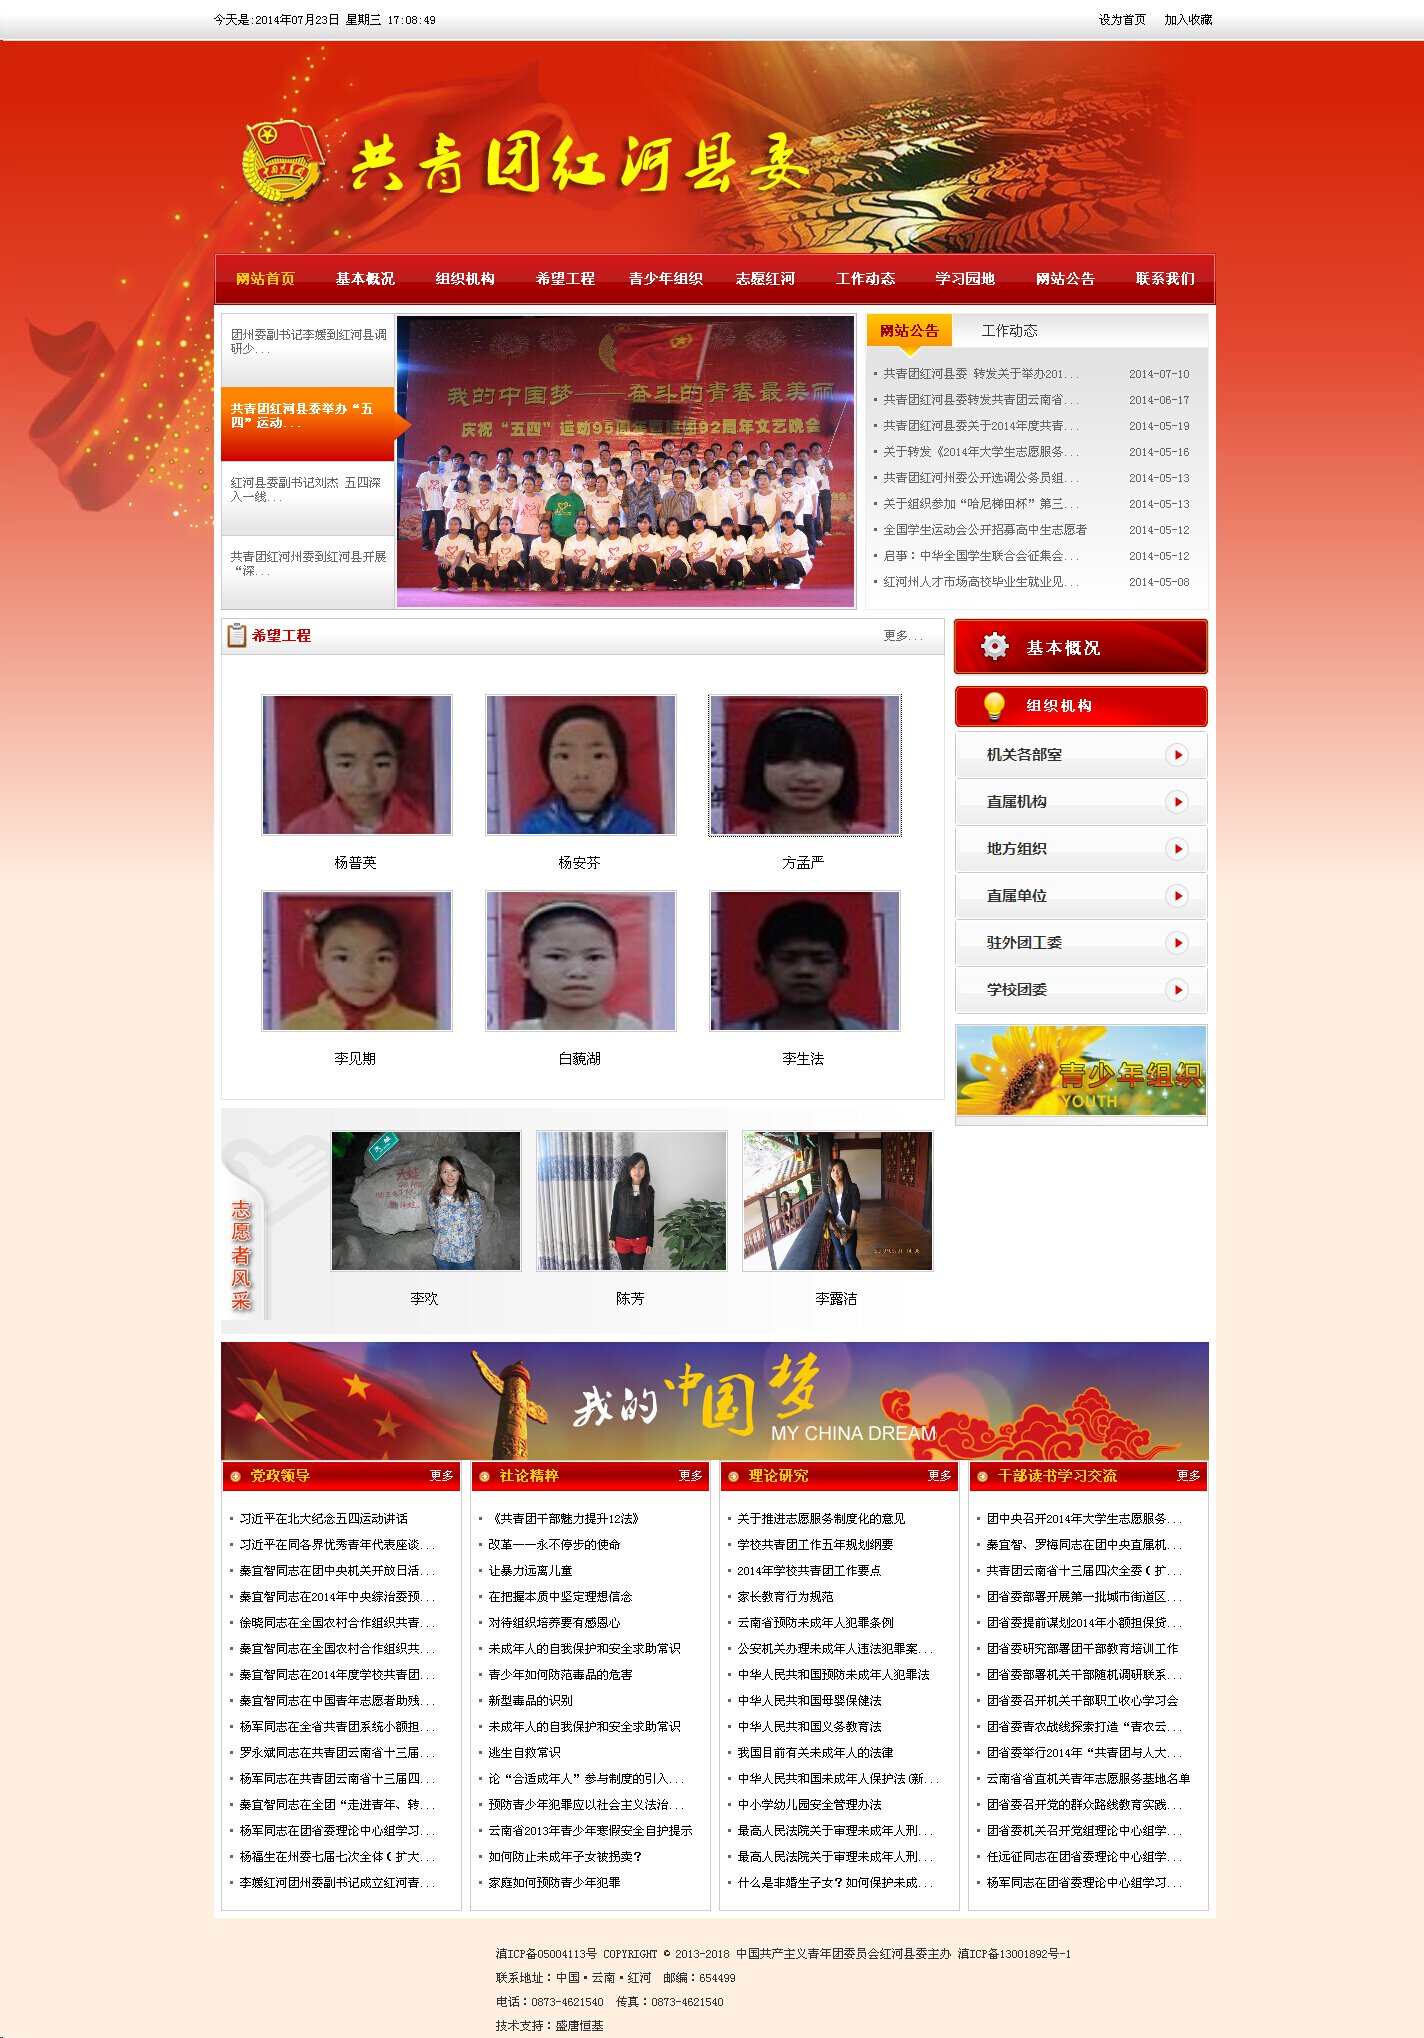 今天是:2014年07月23日 星期三 17:08:49
设为首页 加入收藏
共青团红河县委
网站首页 基本概况 组织机构 希望工程 青少年组织 志愿红河 工作动态 学习园地 网站公告 联系我们
团州委副书记李媛到红河县调
研少...
共青团红河县委举办“五
四”运动...
红河县委副书记刘杰 五四深
入一线...
共青团红河州委到红河县开展
“深...
我的中国梦——奋斗的青春最美丽
庆祝“五四”运动95周年暨建团92周年文艺晚会
网站公告 工作动态
共青团红河县委 转发关于举办201... 2014-07-10
共青团红河县委转发共青团云南省... 2014-06-17
共青团红河县委关于2014年度共青... 2014-05-19
关于转发《2014年大学生志愿服务... 2014-05-16
共青团红河州委公开选调公务员组... 2014-05-13
关于组织参加“哈尼梯田杯”第三... 2014-05-13
全国学生运动会公开招募高中生志愿者 2014-05-12
启事：中华全国学生联合会征集会... 2014-05-12
红河州人才市场高校毕业生就业见... 2014-05-08
希望工程 更多...
杨普英 杨安芬 方孟严
李见期 白藐湖 李生法
基本概况
组织机构
机关各部室
直属机构
地方组织
直属单位
驻外团工委
学校团委
青少年组织
YOUTH
志愿者风采
李欢 陈芳 李露洁
我的中国梦
MY CHINA DREAM
党政领导 更多
习近平在北大纪念五四运动讲话
习近平在同各界优秀青年代表座谈...
秦宜智同志在团中央机关开放日活...
秦宜智同志在2014年中央综治委预...
徐晓同志在全国农村合作组织共青...
秦宜智同志在全国农村合作组织共...
秦宜智同志在2014年度学校共青团...
秦宜智同志在中国青年志愿者助残...
杨军同志在全省共青团系统小额担...
罗永斌同志在共青团云南省十三届...
杨军同志在共青团云南省十三届四...
秦宜智同志在全团“走进青年、转...
杨军同志在团省委理论中心组学习...
杨福生在州委七届七次全体（扩大...
李媛红河团州委副书记成立红河青...
社论精粹 更多
《共青团干部魅力提升12法》
改革——永不停步的使命
让暴力远离儿童
在把握本质中坚定理想信念
对待组织培养要有感恩心
未成年人的自我保护和安全求助常识
青少年如何防范毒品的危害
新型毒品的识别
未成年人的自我保护和安全求助常识
逃生自救常识
论“合适成年人”参与制度的引入...
预防青少年犯罪应以社会主义法治...
云南省2013年青少年寒假安全自护提示
如何防止未成年子女被拐卖？
家庭如何预防青少年犯罪
理论研究 更多
关于推进志愿服务制度化的意见
学校共青团工作五年规划纲要
2014年学校共青团工作要点
家长教育行为规范
云南省预防未成年人犯罪条例
公安机关办理未成年人违法犯罪案...
中华人民共和国预防未成年人犯罪法
中华人民共和国母婴保健法
中华人民共和国义务教育法
我国目前有关未成年人的法律
中华人民共和国未成年人保护法(新...
中小学幼儿园安全管理办法
最高人民法院关于审理未成年人刑...
最高人民法院关于审理未成年人刑...
什么是非婚生子女？如何保护未成...
干部读书学习交流 更多
团中央召开2014年大学生志愿服务...
秦宜智、罗梅同志在团中央直属机...
共青团云南省十三届四次全委（扩...
团省委部署开展第一批城市街道区...
团省委提前谋划2014年小额担保贷...
团省委研究部署团干部教育培训工作
团省委部署机关干部随机调研联系...
团省委召开机关干部职工收心学习会
团省委青农战线探索打造“青农云...
团省委举行2014年“共青团与人大...
云南省省直机关青年志愿服务基地名单
团省委召开党的群众路线教育实践...
团省委机关召开党组理论中心组学...
任远征同志在团省委理论中心组学...
杨军同志在团省委理论中心组学习...
滇ICP备05004113号 COPYRIGHT © 2013-2018 中国共产主义青年团委员会红河县委主办 滇ICP备13001892号-1
联系地址：中国·云南·红河 邮编：654499
电话：0873-4621540 传真：0873-4621540
技术支持：盛唐恒基